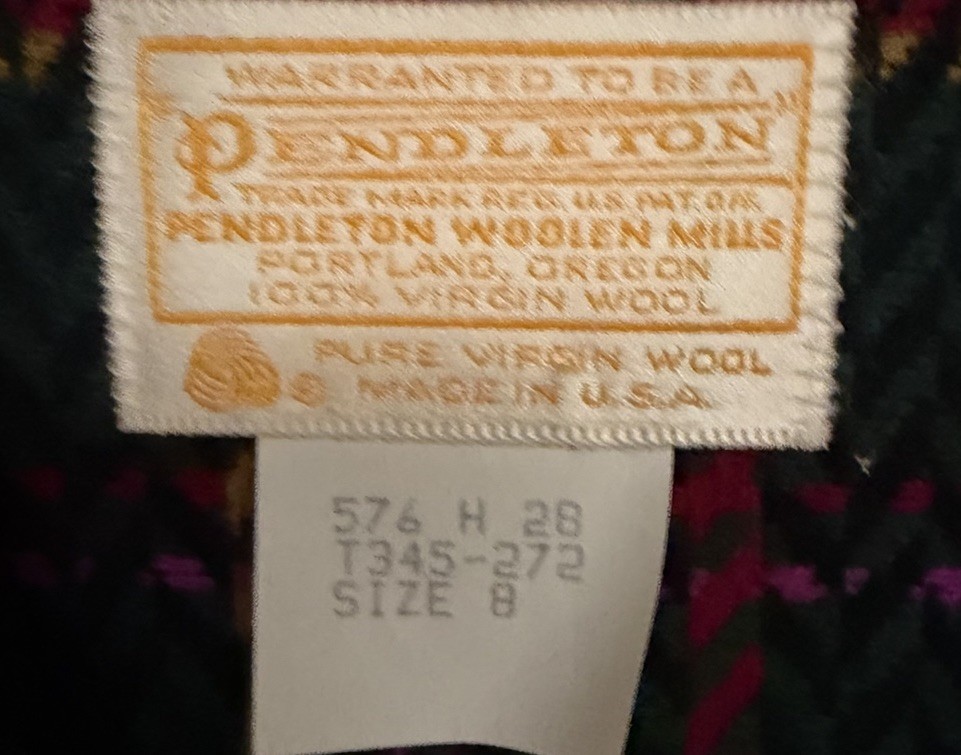 WARRANTED TO BE A
"PENDLETON"
TRADE MARK REG. U.S. PAT. OFF.
PENDLETON WOOLEN MILLS
PORTLAND, OREGON
100% VIRGIN WOOL
PURE VIRGIN WOOL
® MADE IN U.S.A.
576 H 28
T345-272
SIZE 8